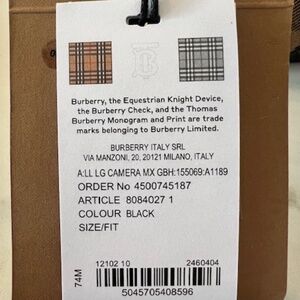 Burberry, the Equestrian Knight Device,
the Burberry Check, and the Thomas
Burberry Monogram and Print are trade
marks belonging to Burberry Limited.
BURBERRY ITALY SRL
VIA MANZONI, 20, 20121 MILANO, ITALY
A:LL LG CAMERA MX GBH:155069:A1189
ORDER No 4500745187
ARTICLE 8084027 1
COLOUR BLACK
SIZE/FIT
74M
12102 10 2460404
5045705408596